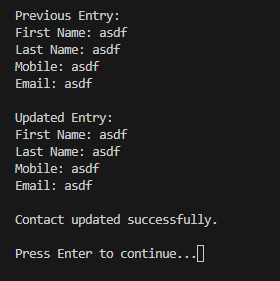 Previous Entry:
First Name: asdf
Last Name: asdf
Mobile: asdf
Email: asdf
Updated Entry:
First Name: asdf
Last Name: asdf
Mobile: asdf
Email: asdf
Contact updated successfully.
Press Enter to continue...